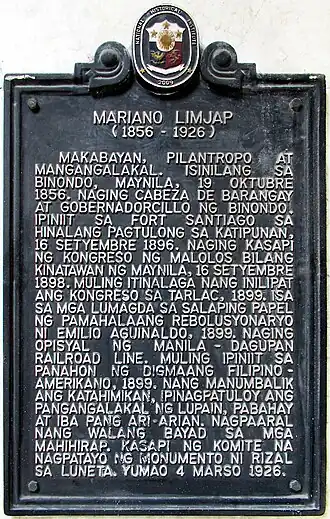 NATIONAL HISTORICAL INSTITUTE
2009
MARIANO LIMJAP
(1856 - 1926)
MAKABAYAN, PILANTROPO AT
MANGANGALAKAL. ISINILANG SA
BINONDO, MAYNILA, 19 OKTUBRE
1856. NAGING CABEZA DE BARANGAY
AT GOBERNADORCILLO NG BINONDO.
IPINIIT SA FORT SANTIAGO SA
HINALANG PAGTULONG SA KATIPUNAN,
16 SETYEMBRE 1896. NAGING KASAPI
NG KONGRESO NG MALOLOS BILANG
KINATAWAN NG MAYNILA, 16 SETYEMBRE
1898. MULING ITINALAGA NANG INILIPAT
ANG KONGRESO SA TARLAC, 1899. ISA
SA MGA LUMAGDA SA SALAPING PAPEL
NG PAMAHALAANG REBOLUSYONARYO
NI EMILIO AGUINALDO, 1899. NAGING
OPISYAL NG MANILA - DAGUPAN
RAILROAD LINE. MULING IPINIIT SA
PANAHON NG DIGMAANG FILIPINO-
AMERIKANO, 1899. NANG MANUMBALIK
ANG KATAHIMIKAN, IPINAGPATULOY ANG
PANGANGALAKAL NG LUPAIN, PABAHAY
AT IBA PANG ARI-ARIAN. NAGPAARAL
NANG WALANG BAYAD SA MGA
MAHIHIRAP. KASAPI NG KOMITE NA
NAGPATAYO NG MONUMENTO NI RIZAL
SA LUNETA. YUMAO 4 MARSO 1926.